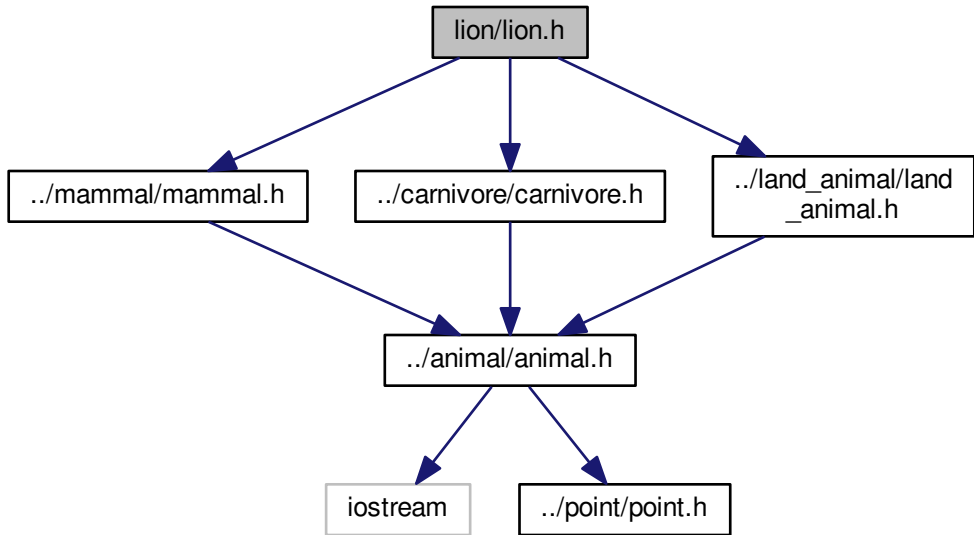 lion/lion.h
../mammal/mammal.h
../carnivore/carnivore.h
../land_animal/land
_animal.h
../animal/animal.h
iostream
../point/point.h